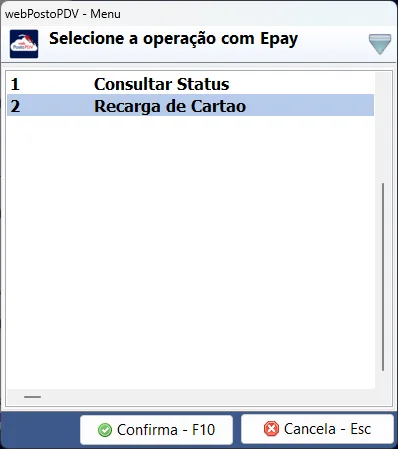 webPostoPDV - Menu
Selecione a operação com Epay
1 Consultar Status
2 Recarga de Cartao
Confirma - F10
Cancela - Esc